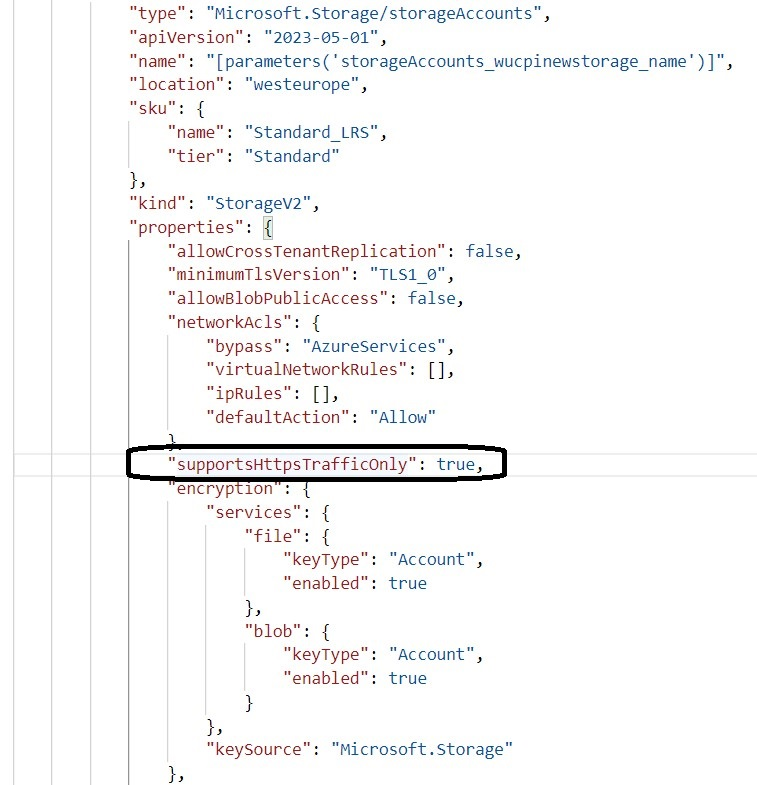 "type": "Microsoft.Storage/storageAccounts",
"apiVersion": "2023-05-01",
"name": "[parameters('storageAccounts_wucpinewstorage_name')]",
"location": "westeurope",
"sku": {
"name": "Standard_LRS",
"tier": "Standard"
},
"kind": "StorageV2",
"properties": {
"allowCrossTenantReplication": false,
"minimumTlsVersion": "TLS1_0",
"allowBlobPublicAccess": false,
"networkAcls": {
"bypass": "AzureServices",
"virtualNetworkRules": [],
"ipRules": [],
"defaultAction": "Allow"
},
"supportsHttpsTrafficOnly": true,
"encryption": {
"services": {
"file": {
"keyType": "Account",
"enabled": true
},
"blob": {
"keyType": "Account",
"enabled": true
}
},
"keySource": "Microsoft.Storage"
},